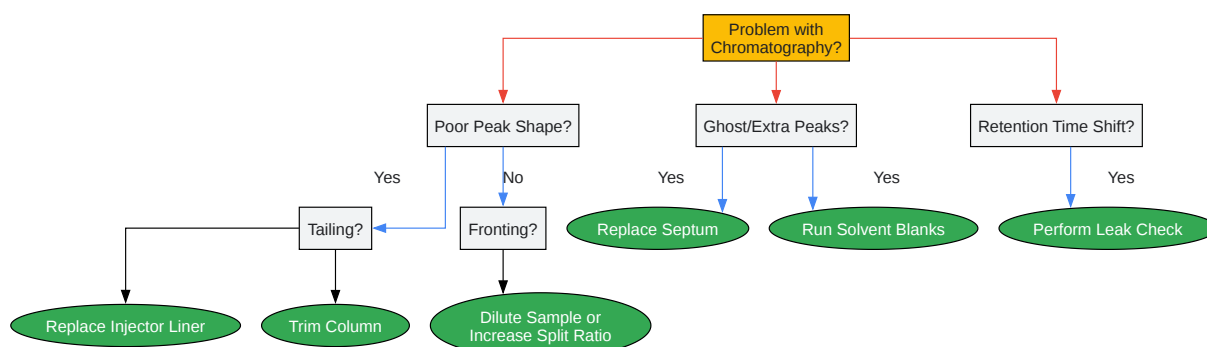 Problem with
Chromatography?
Poor Peak Shape?
Ghost/Extra Peaks?
Retention Time Shift?
Yes
No
Yes
Yes
Yes
Tailing?
Fronting?
Replace Septum
Run Solvent Blanks
Perform Leak Check
Replace Injector Liner
Trim Column
Dilute Sample or
Increase Split Ratio